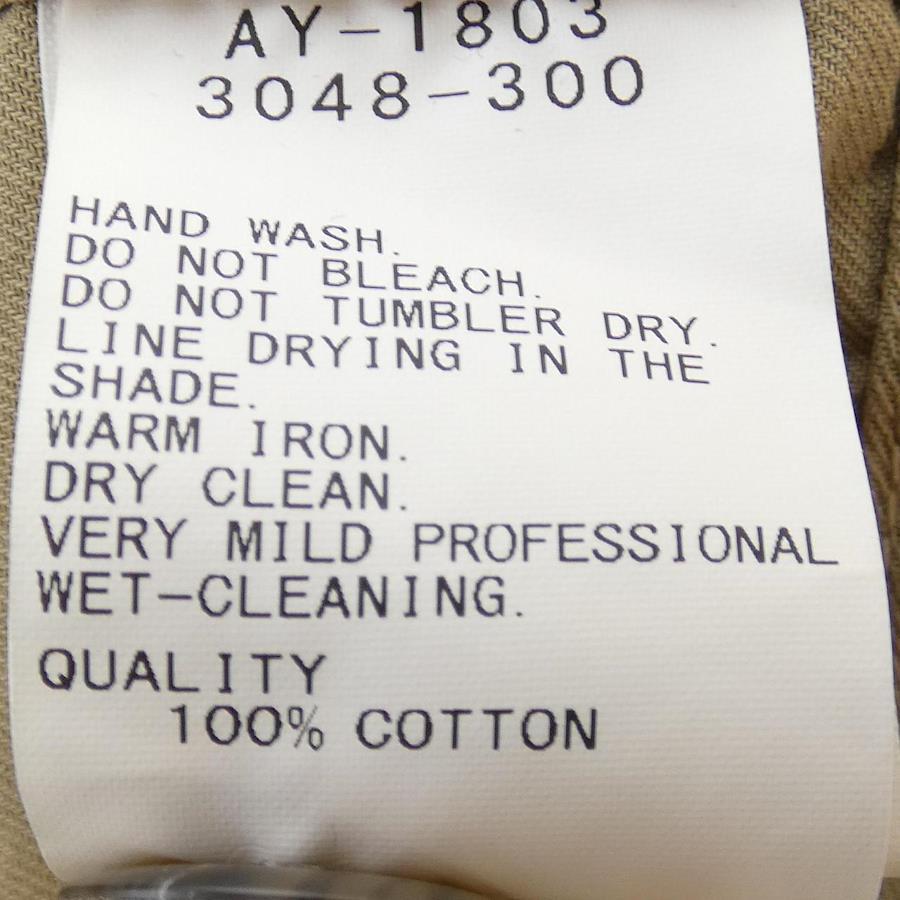 AY-1803
3048-300
HAND WASH.
DO NOT BLEACH.
DO NOT TUMBLER DRY.
LINE DRYING IN THE
SHADE.
WARM IRON.
DRY CLEAN.
VERY MILD PROFESSIONAL
WET-CLEANING.
QUALITY
100% COTTON